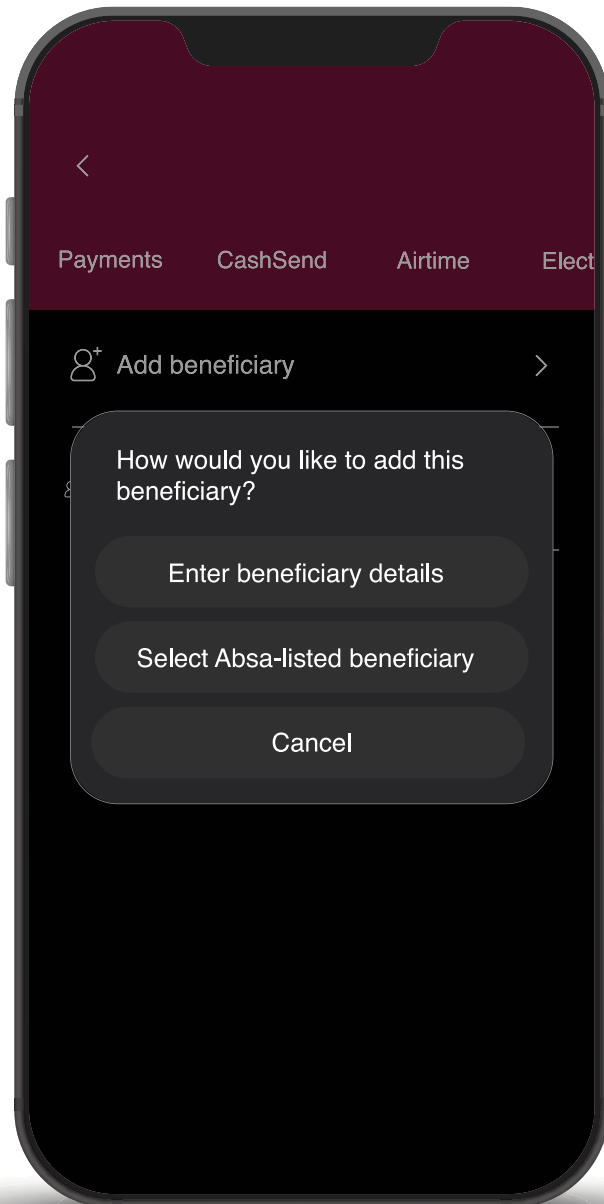 Payments CashSend Airtime Elect
Add beneficiary
How would you like to add this
beneficiary?
Enter beneficiary details
Select Absa-listed beneficiary
Cancel